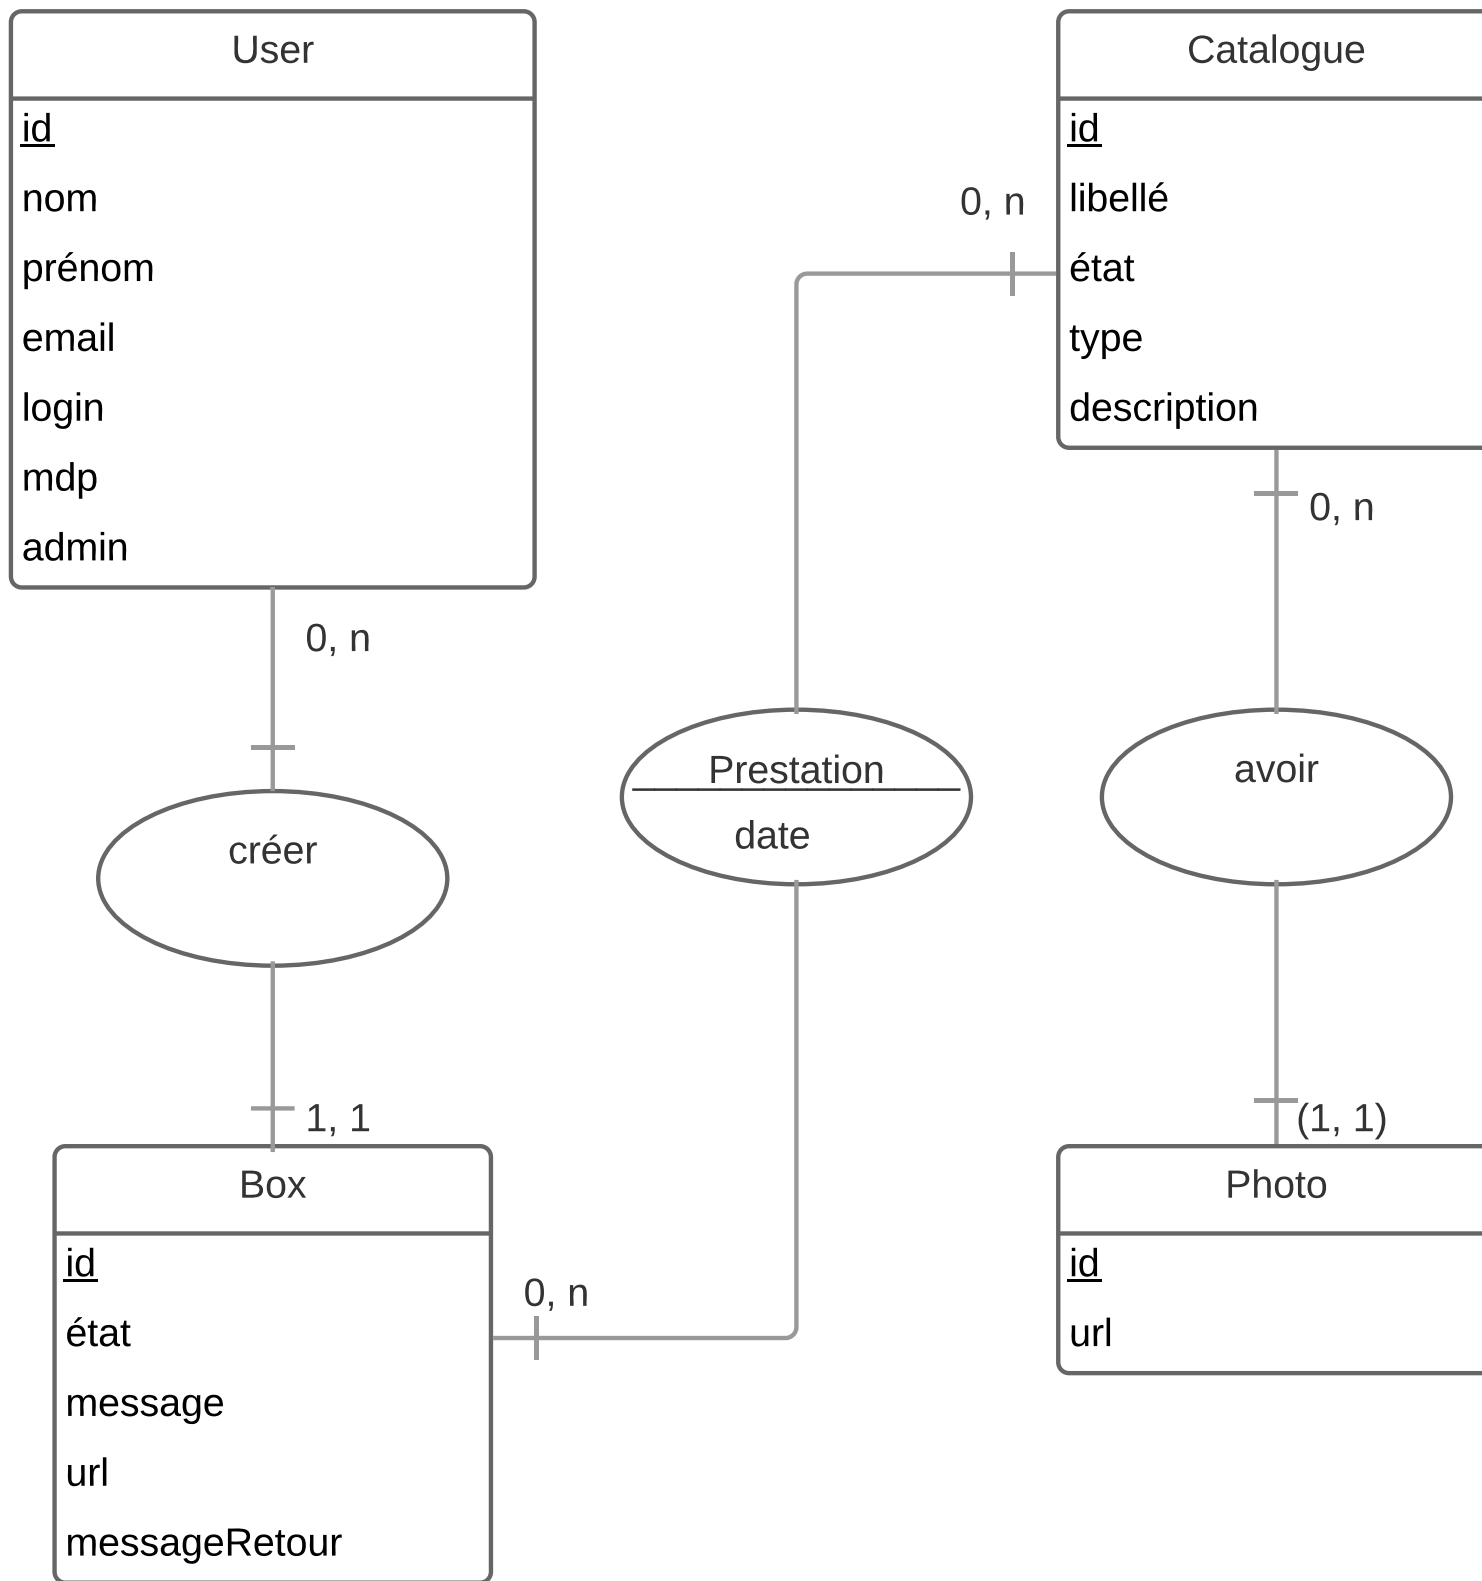 User
id
nom
prénom
email
login
mdp
admin
0, n
créer
1, 1
Box
id
état
message
url
messageRetour
0, n
Prestation
date
0, n
Catalogue
id
libellé
état
type
description
0, n
avoir
(1, 1)
Photo
id
url